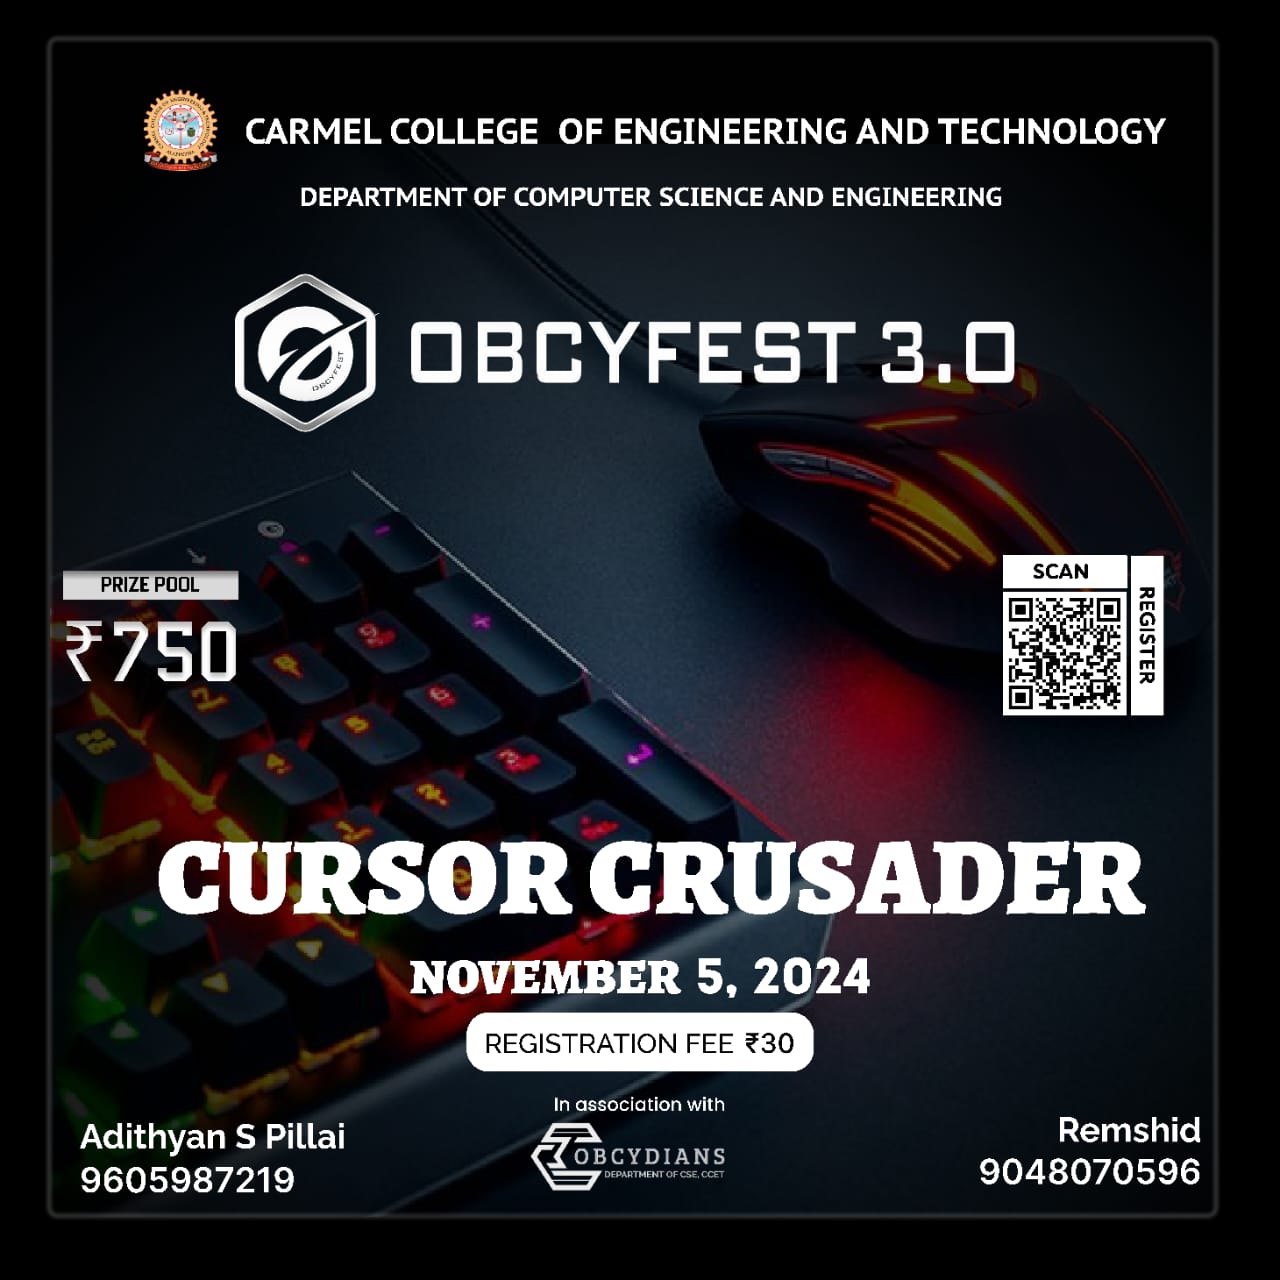 CARMEL COLLEGE OF ENGINEERING AND TECHNOLOGY
DEPARTMENT OF COMPUTER SCIENCE AND ENGINEERING
OBCYFEST
OBCYFEST 3.0
PRIZE POOL
₹750
SCAN
REGISTER
CURSOR CRUSADER
NOVEMBER 5, 2024
REGISTRATION FEE ₹30
In association with
OBCYDIANS
DEPARTMENT OF CSE, CCET
Adithyan S Pillai
9605987219
Remshid
9048070596